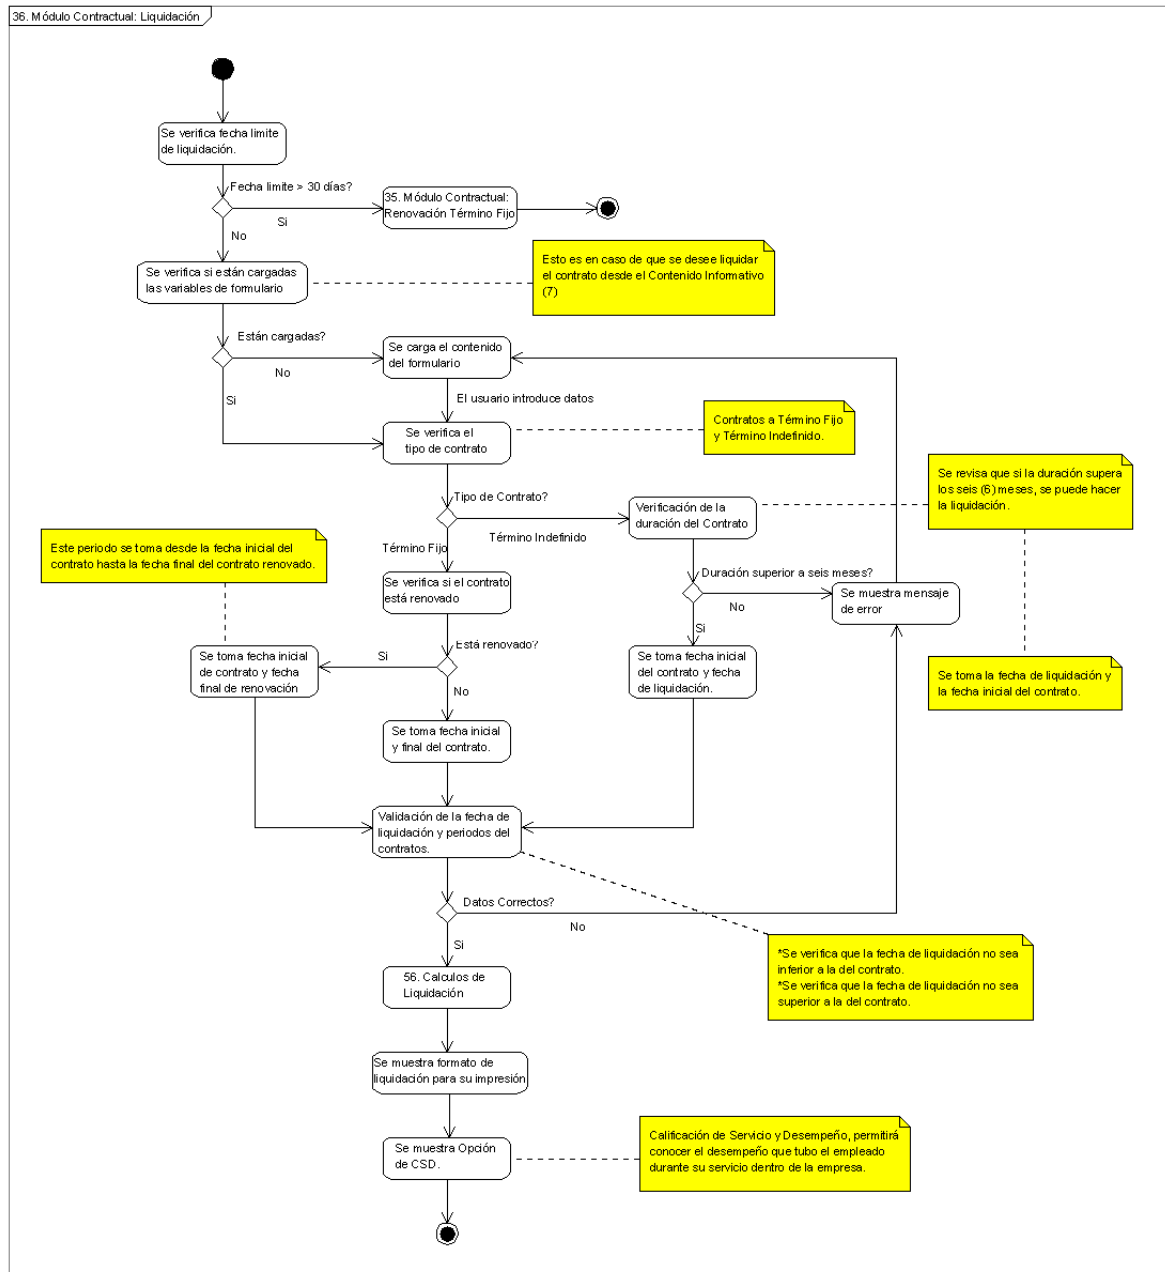 36. Módulo Contractual: Liquidación
Se verifica fecha limite
de liquidación.
Fecha limite > 30 días?
Si
No
35. Módulo Contractual:
Renovación Término Fijo
Se verifica si están cargadas
las variables de formulario
Esto es en caso de que se desee liquidar
el contrato desde el Contenido Informativo
(7)
Están cargadas?
No
Si
Se carga el contenido
del formulario
El usuario introduce datos
Se verifica el
tipo de contrato
Contratos a Término Fijo
y Término Indefinido.
Tipo de Contrato?
Término Fijo
Término Indefinido
Verificación de la
duración del Contrato
Se revisa que si la duración supera
los seis (6) meses, se puede hacer
la liquidación.
Este periodo se toma desde la fecha inicial del
contrato hasta la fecha final del contrato renovado.
Se verifica si el contrato
está renovado
Duración superior a seis meses?
No
Si
Se muestra mensaje
de error
Está renovado?
Si
No
Se toma fecha inicial
de contrato y fecha
final de renovación
Se toma fecha inicial
del contrato y fecha
de liquidación.
Se toma la fecha de liquidación y
la fecha inicial del contrato.
Se toma fecha inicial
y final del contrato.
Validación de la fecha de
liquidación y periodos del
contratos.
Datos Correctos?
No
Si
*Se verifica que la fecha de liquidación no sea
inferior a la del contrato.
*Se verifica que la fecha de liquidación no sea
superior a la del contrato.
56. Calculos de
Liquidación
Se muestra formato de
liquidación para su impresión
Se muestra Opción
de CSD.
Calificación de Servicio y Desempeño, permitirá
conocer el desempeño que tubo el empleado
durante su servicio dentro de la empresa.